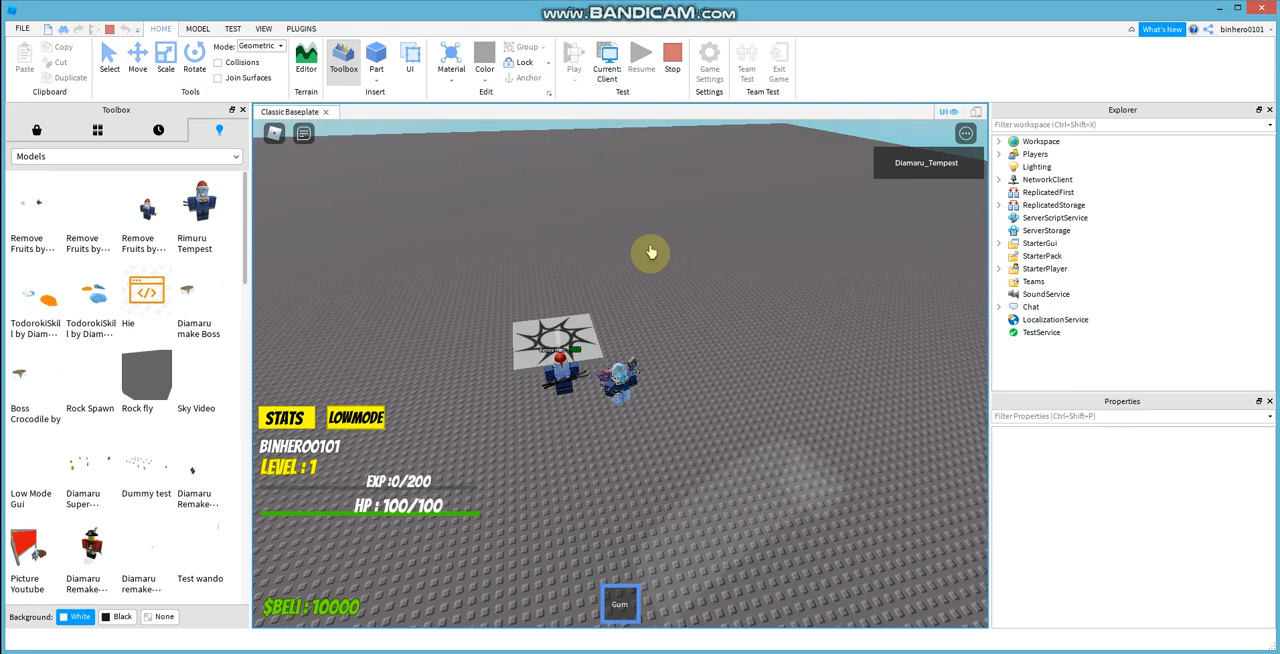 www.BANDICAM.com
FILE HOME MODEL TEST VIEW PLUGINS What's New binhero0101
Paste Copy Cut Duplicate Select Move Scale Rotate Mode: Geometric Collisions Join Surfaces Editor Toolbox Part UI Material Color Group Lock Anchor Play Current: Client Resume Stop Game Settings Team Test Exit Game
Clipboard Tools Terrain Insert Edit Test Settings Team Test
Toolbox
Models
Remove Fruits by···
Remove Fruits by···
Remove Fruits by···
Rimuru Tempest
TodorokiSkil l by Diam···
TodorokiSkil l by Diam···
Hie
Diamaru make Boss
Boss Crocodile by
Rock Spawn
Rock fly
Sky Video
Low Mode Gui
Diamaru Super-···
Dummy test
Diamaru Remake-···
Picture Youtube
Diamaru Remake-···
Diamaru remake-···
Test wando
Background: White Black None
Classic Baseplate
UI
Diamaru_Tempest
STATS LOWMODE
BINHERO0101
LEVEL : 1
EXP :0/200
HP : 100/100
$BELI : 10000
Gum
Explorer
Filter workspace (Ctrl+Shift+X)
Workspace
Players
Lighting
NetworkClient
ReplicatedFirst
ReplicatedStorage
ServerScriptService
ServerStorage
StarterGui
StarterPack
StarterPlayer
Teams
SoundService
Chat
LocalizationService
TestService
Properties
Filter Properties (Ctrl+Shift+P)